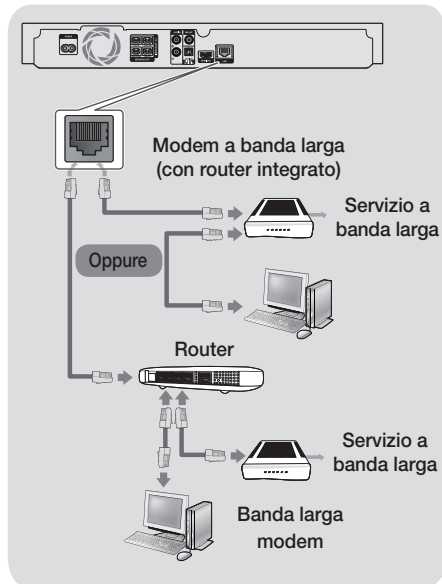 Modem a banda larga
(con router integrato)
Servizio a
banda larga
Oppure
Router
Servizio a
banda larga
Banda larga
modem